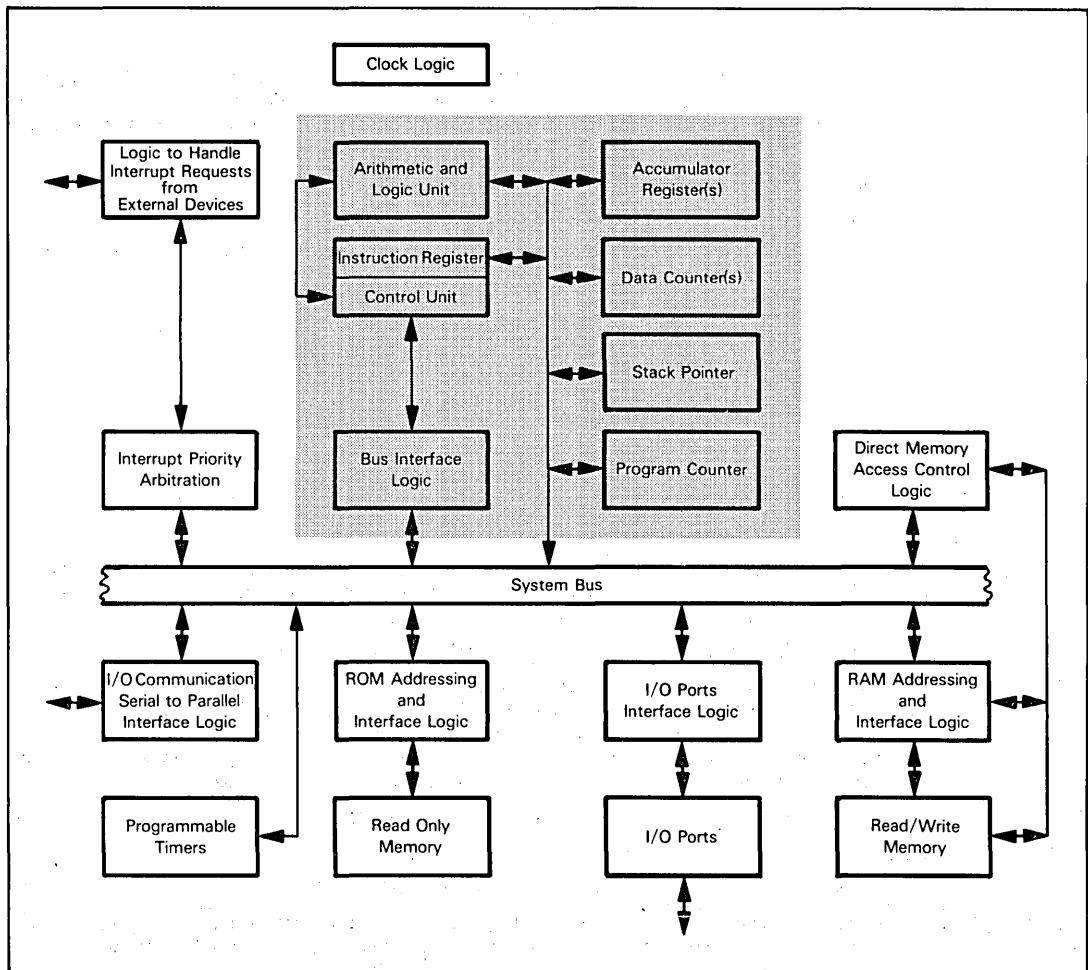 Clock Logic
Logic to Handle
Interrupt Requests
from
External Devices
Arithmetic and
Logic Unit
Accumulator
Register(s)
Instruction Register
Control Unit
Data Counter(s)
Stack Pointer
Interrupt Priority
Arbitration
Bus Interface
Logic
Program Counter
Direct Memory
Access Control
Logic
System Bus
I/O Communication
Serial to Parallel
Interface Logic
ROM Addressing
and
Interface Logic
I/O Ports
Interface Logic
RAM Addressing
and
Interface Logic
Programmable
Timers
Read Only
Memory
I/O Ports
Read/Write
Memory